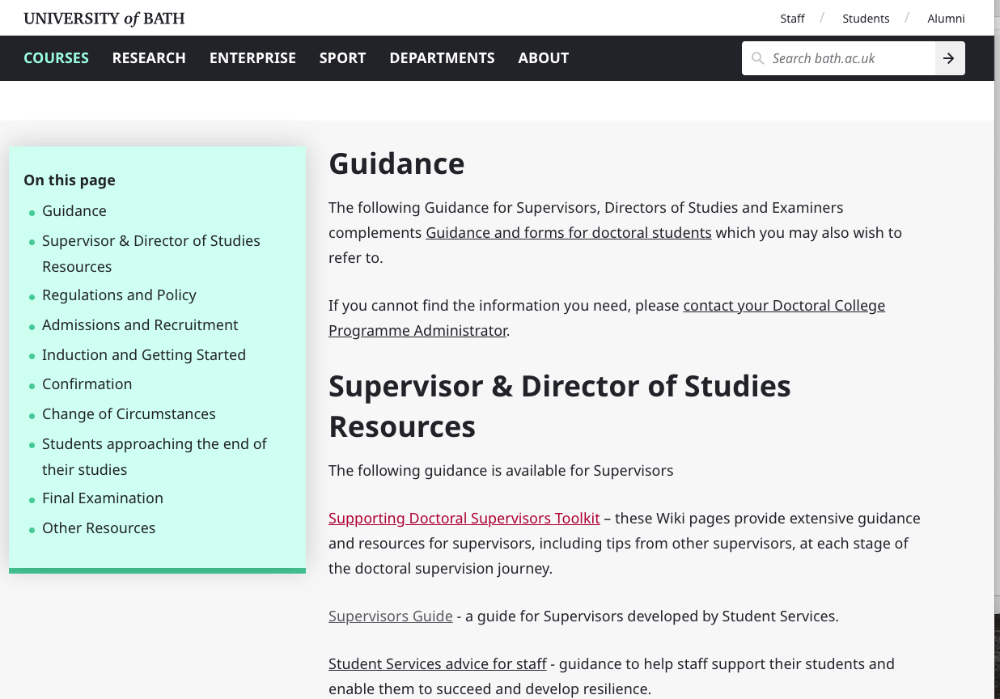 UNIVERSITY of BATH
Staff / Students / Alumni
COURSES RESEARCH ENTERPRISE SPORT DEPARTMENTS ABOUT
Search bath.ac.uk
On this page
Guidance
Supervisor & Director of Studies
Resources
Regulations and Policy
Admissions and Recruitment
Induction and Getting Started
Confirmation
Change of Circumstances
Students approaching the end of
their studies
Final Examination
Other Resources
Guidance
The following Guidance for Supervisors, Directors of Studies and Examiners
complements Guidance and forms for doctoral students which you may also wish to
refer to.
If you cannot find the information you need, please contact your Doctoral College
Programme Administrator.
Supervisor & Director of Studies
Resources
The following guidance is available for Supervisors
Supporting Doctoral Supervisors Toolkit – these Wiki pages provide extensive guidance
and resources for supervisors, including tips from other supervisors, at each stage of
the doctoral supervision journey.
Supervisors Guide - a guide for Supervisors developed by Student Services.
Student Services advice for staff - guidance to help staff support their students and
enable them to succeed and develop resilience.